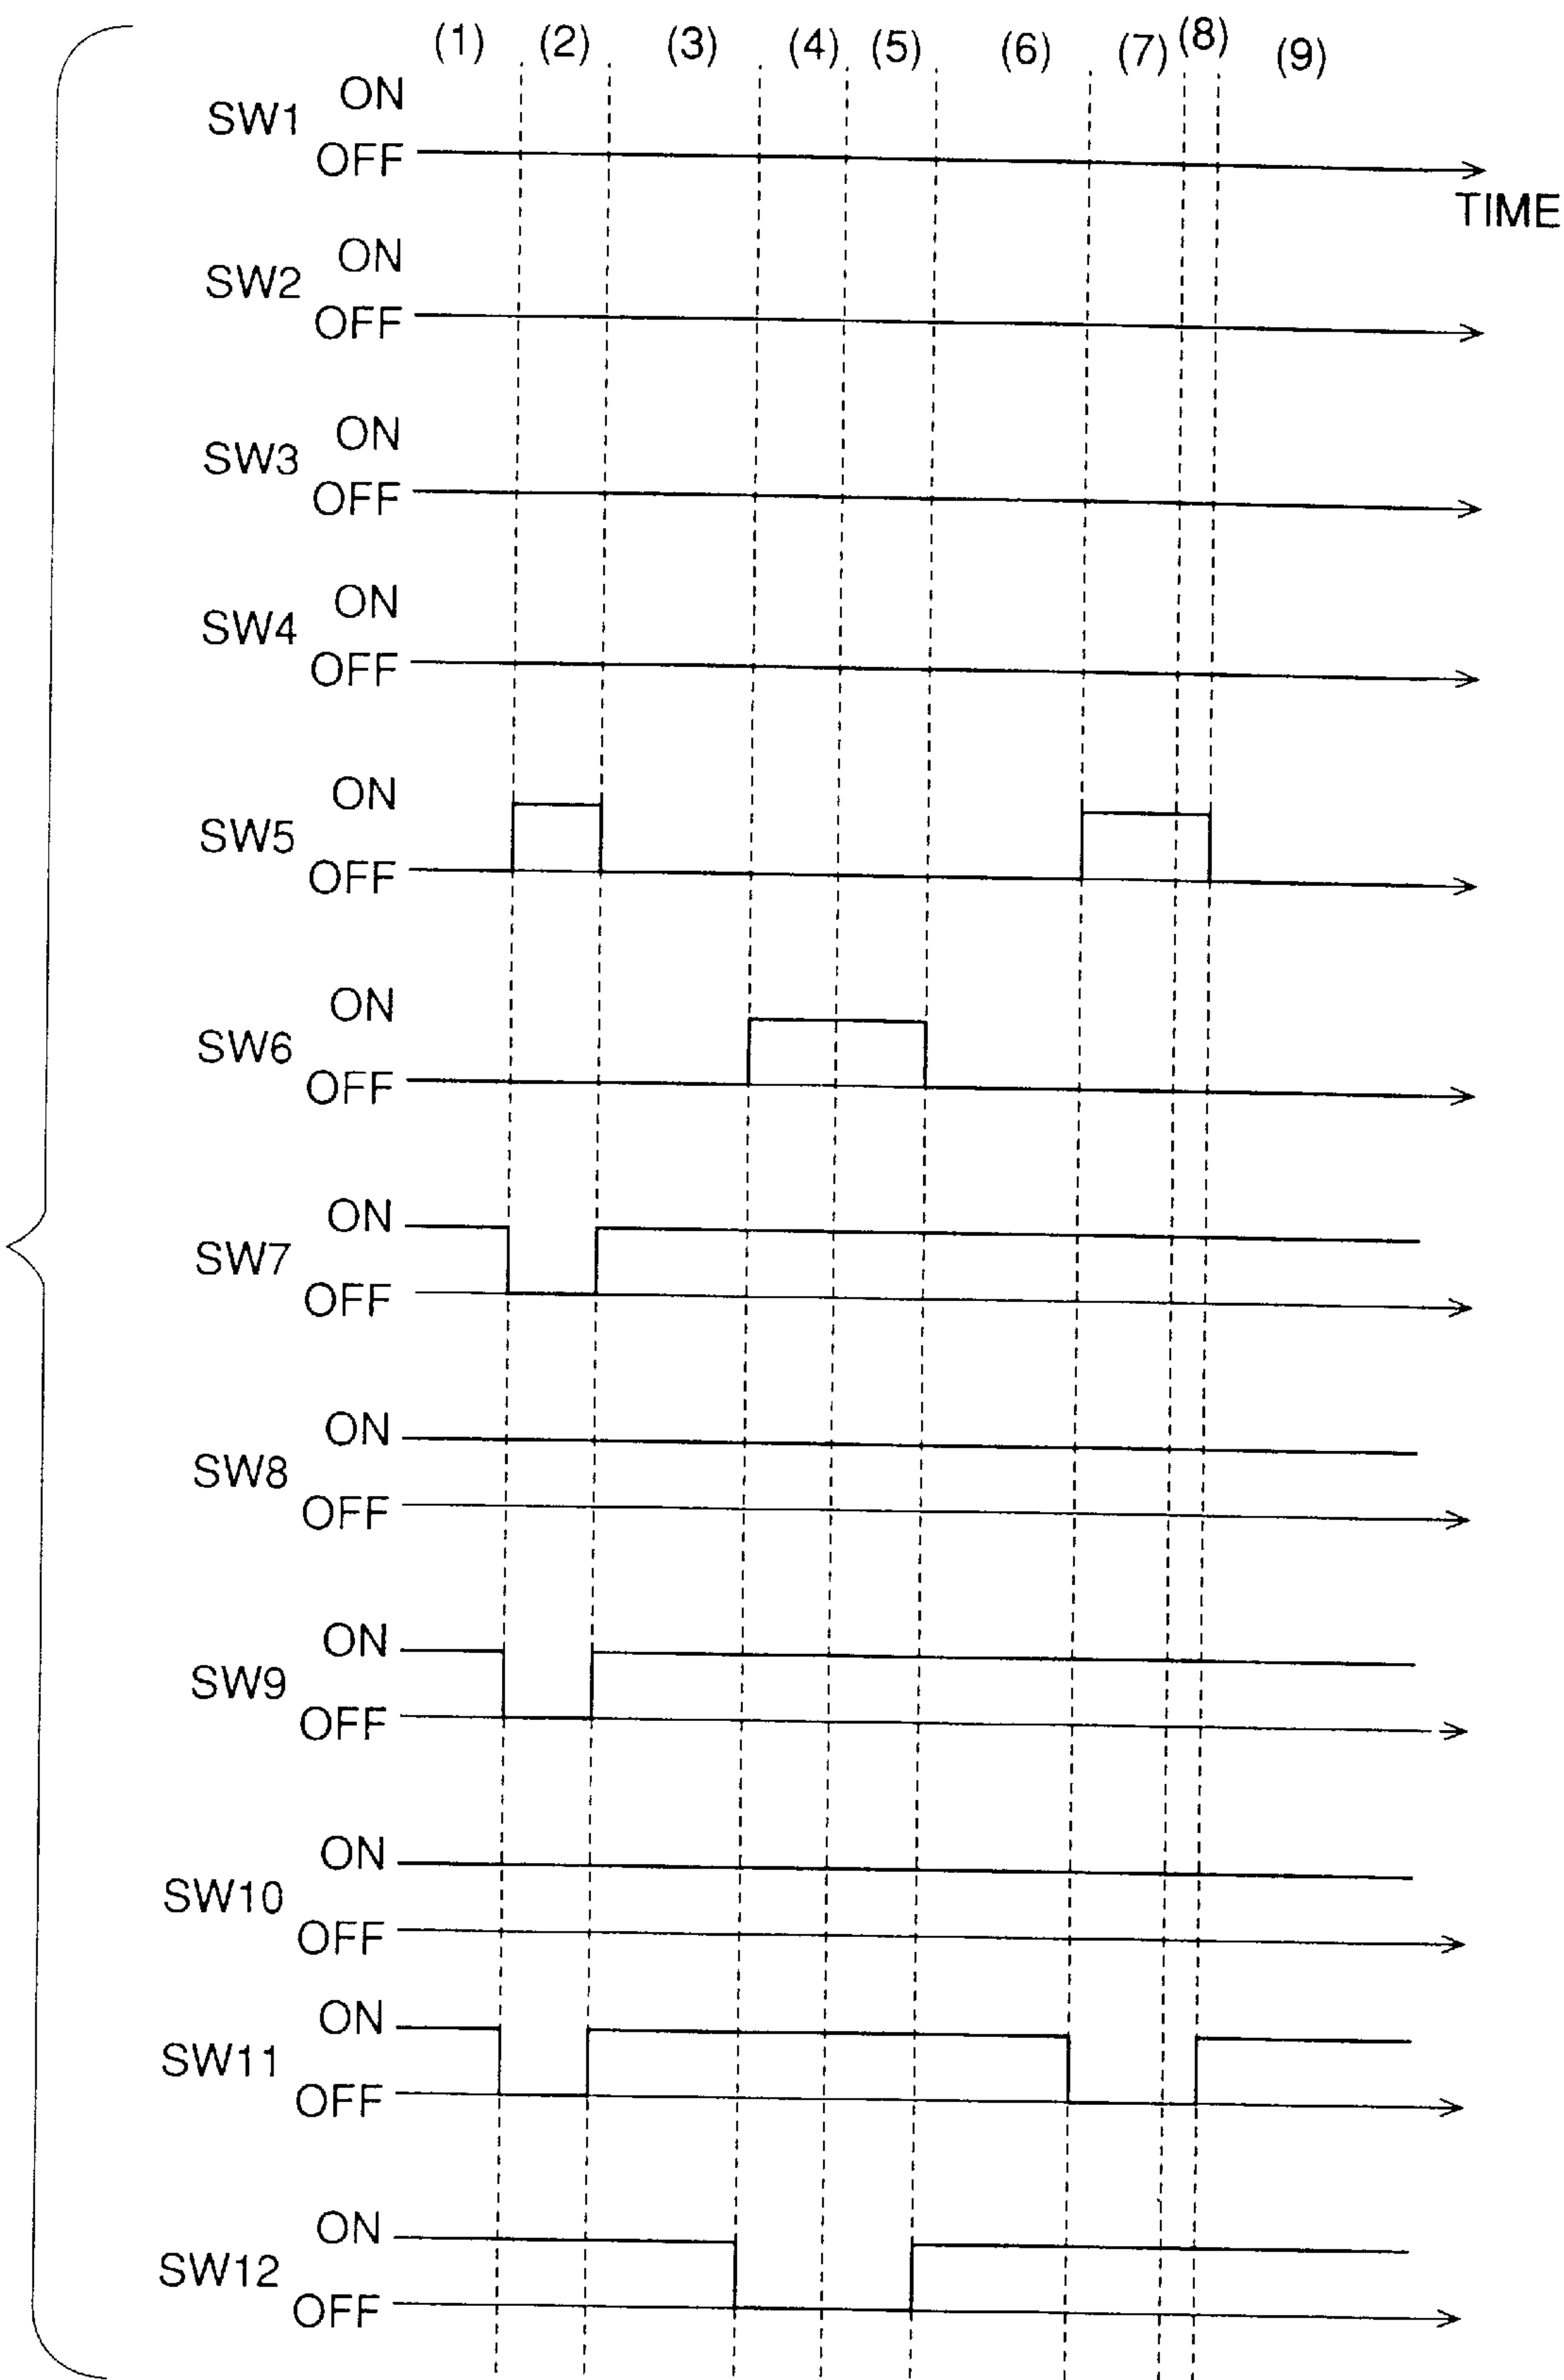 (1) (2) (3) (4) (5) (6) (7) (8) (9)
ON
SW1
OFF
TIME
ON
SW2
OFF
ON
SW3
OFF
ON
SW4
OFF
ON
SW5
OFF
ON
SW6
OFF
ON
SW7
OFF
ON
SW8
OFF
ON
SW9
OFF
ON
SW10
OFF
ON
SW11
OFF
ON
SW12
OFF